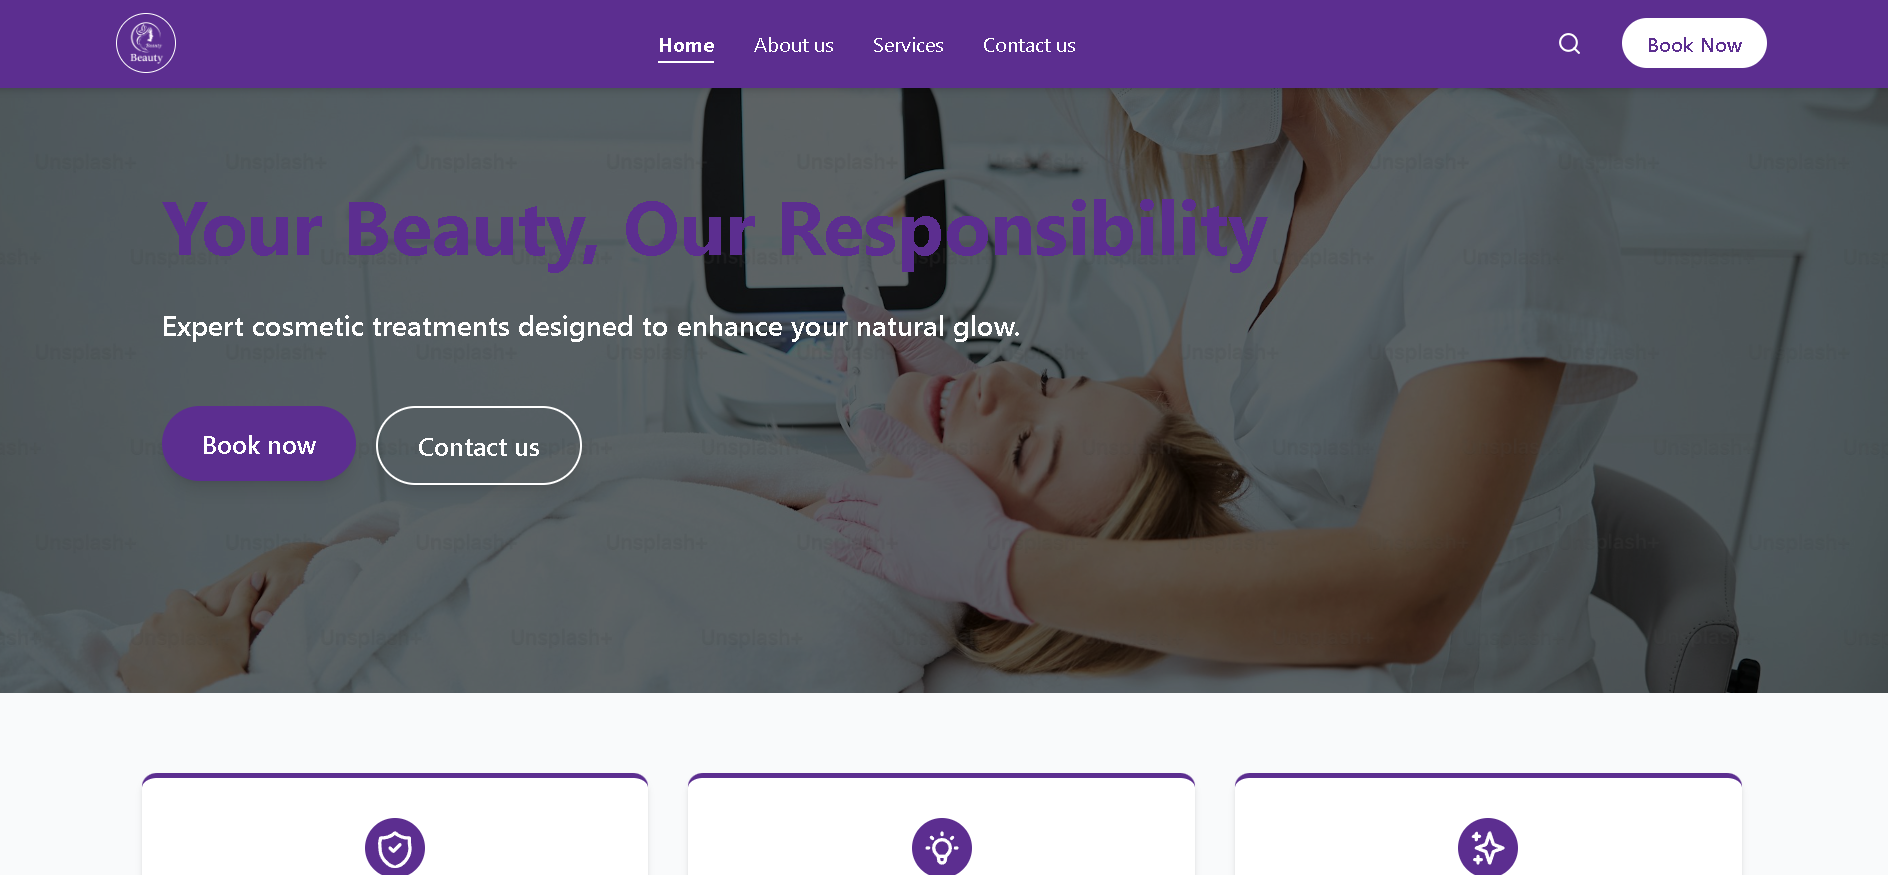 Beauty
Home
About us
Services
Contact us
Book Now
Your Beauty, Our Responsibility
Expert cosmetic treatments designed to enhance your natural glow.
Book now
Contact us
Unsplash+